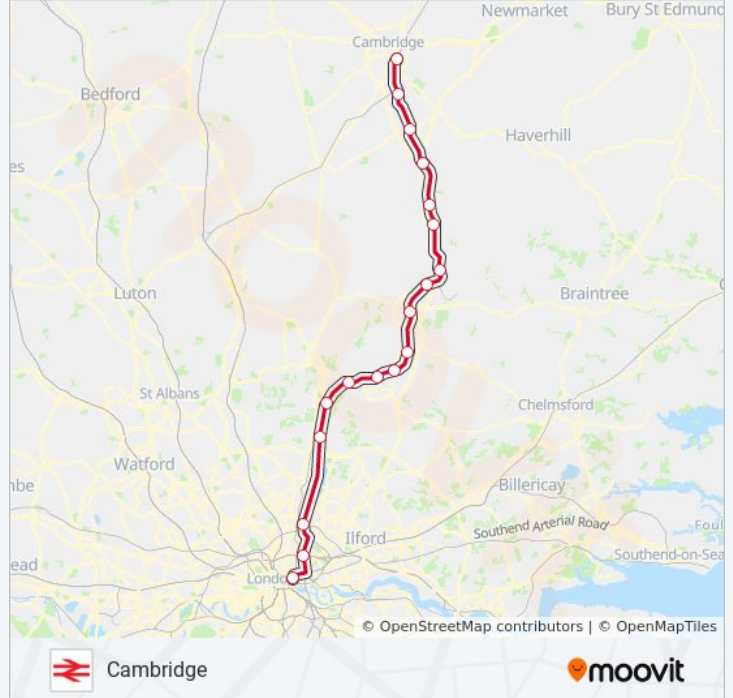 Newmarket
Bury St Edmund
Cambridge
Bedford
Haverhill
es
Luton
Braintree
St Albans
Chelmsford
Watford
Billericay
mbe
Southend Arterial Road
Foul
Ilford
Southend-on-Sea
ead
London
© OpenStreetMap contributors | © OpenMapTiles
Cambridge
moovit